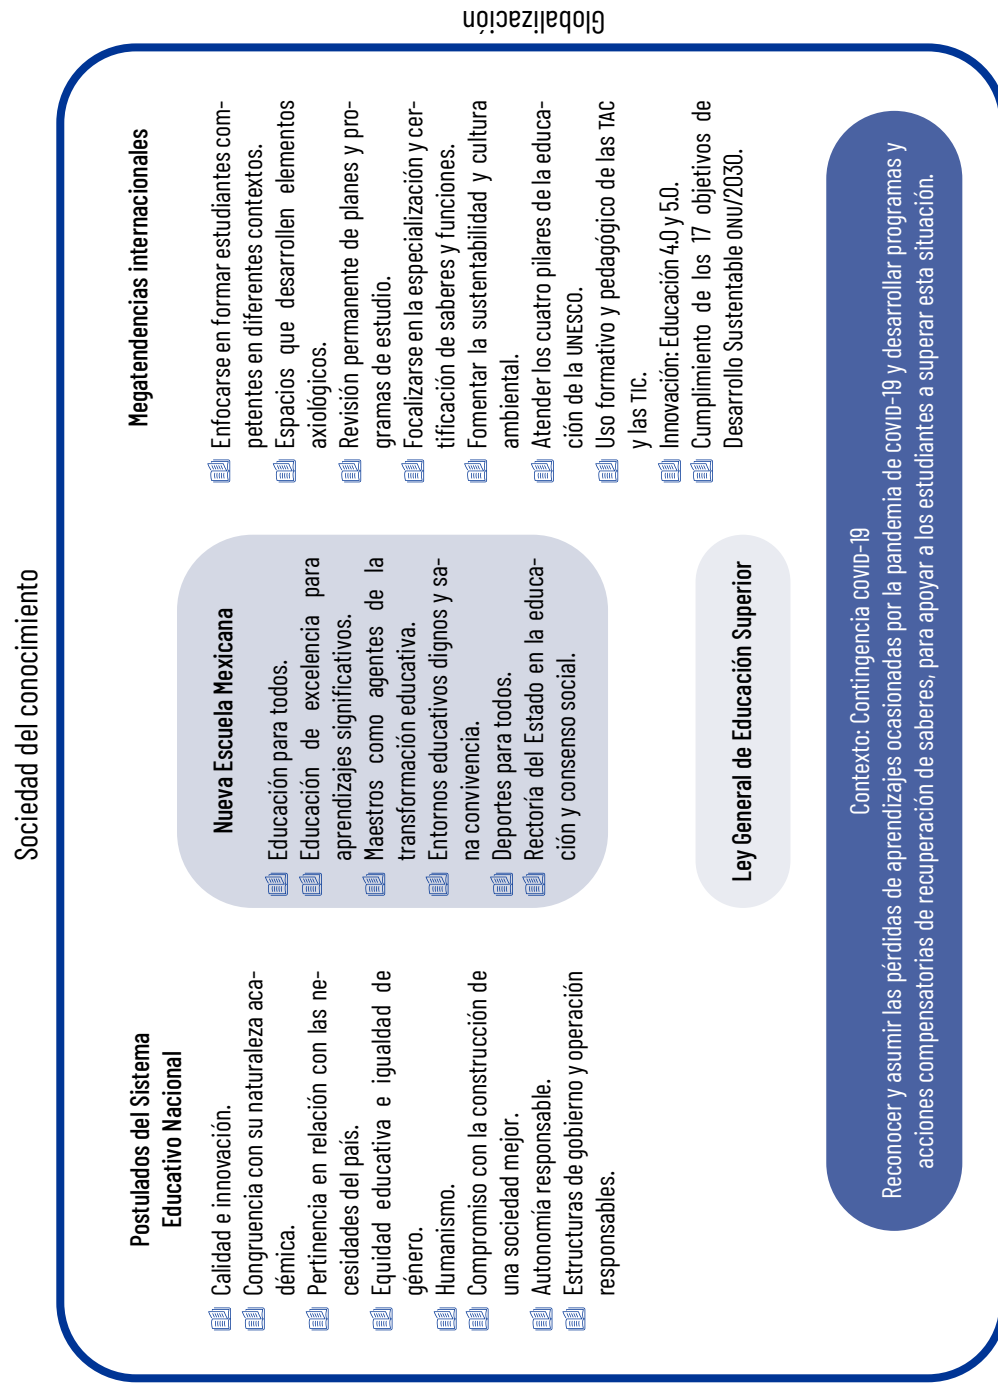 Sociedad del conocimiento
Globalización
Postulados del Sistema
Educativo Nacional
Calidad e innovación.
Congruencia con su naturaleza aca-
démica.
Pertinencia en relación con las ne-
cesidades del país.
Equidad educativa e igualdad de
género.
Humanismo.
Compromiso con la construcción de
una sociedad mejor.
Autonomía responsable.
Estructuras de gobierno y operación
responsables.
Nueva Escuela Mexicana
Educación para todos.
Educación de excelencia para
aprendizajes significativos.
Maestros como agentes de la
transformación educativa.
Entornos educativos dignos y sa-
na convivencia.
Deportes para todos.
Rectoría del Estado en la educa-
ción y consenso social.
Ley General de Educación Superior
Megatendencias internacionales
Enfocarse en formar estudiantes com-
petentes en diferentes contextos.
Espacios que desarrollen elementos
axiológicos.
Revisión permanente de planes y pro-
gramas de estudio.
Focalizarse en la especialización y cer-
tificación de saberes y funciones.
Fomentar la sustentabilidad y cultura
ambiental.
Atender los cuatro pilares de la educa-
ción de la UNESCO.
Uso formativo y pedagógico de las TAC
y las TIC.
Innovación: Educación 4.0 y 5.0.
Cumplimiento de los 17 objetivos de
Desarrollo Sustentable ONU/2030.
Contexto: Contingencia COVID-19
Reconocer y asumir las pérdidas de aprendizajes ocasionadas por la pandemia de COVID-19 y desarrollar programas y
acciones compensatorias de recuperación de saberes, para apoyar a los estudiantes a superar esta situación.